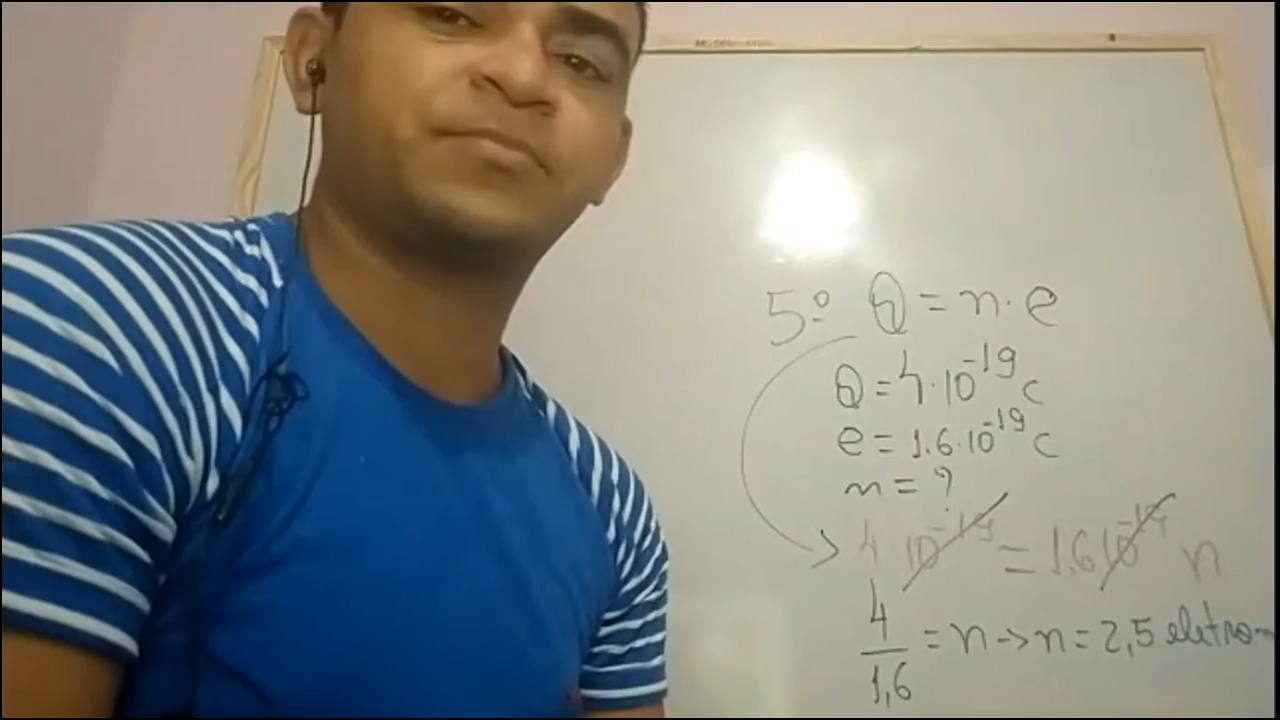 5º Q = n · e
Q = 4 · 10⁻¹⁹ c
e = 1.6 · 10⁻¹⁹ c
n = ?
4 10⁻¹⁹ = 1.6 10⁻¹⁹ n
4/1,6 = n → n = 2,5